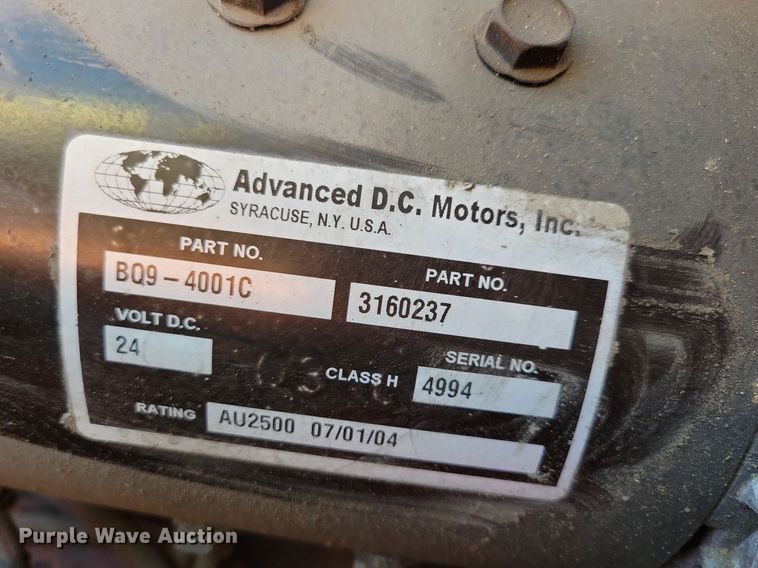 Advanced D.C. Motors, Inc.
SYRACUSE, N.Y. U.S.A.
PART NO.
BQ9-4001C
PART NO.
3160237
VOLT D.C.
24
CLASS H
SERIAL NO.
4994
RATING
AU2500 07/01/04
Purple Wave Auction